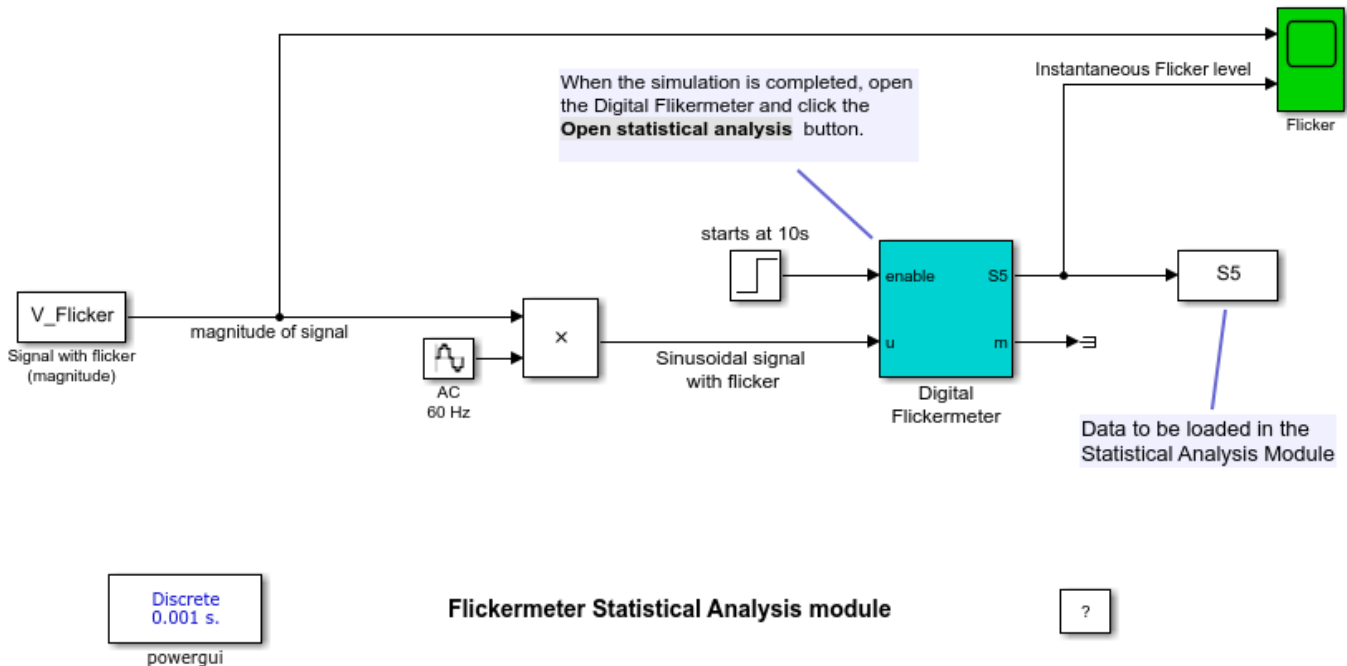 When the simulation is completed, open
the Digital Flikermeter and click the
Open statistical analysis button.
Instantaneous Flicker level
Flicker
starts at 10s
enable
S5
u
m
S5
V_Flicker
Signal with flicker
(magnitude)
magnitude of signal
×
AC
60 Hz
Sinusoidal signal
with flicker
Digital
Flickermeter
Data to be loaded in the
Statistical Analysis Module
Discrete
0.001 s.
powergui
Flickermeter Statistical Analysis module
?